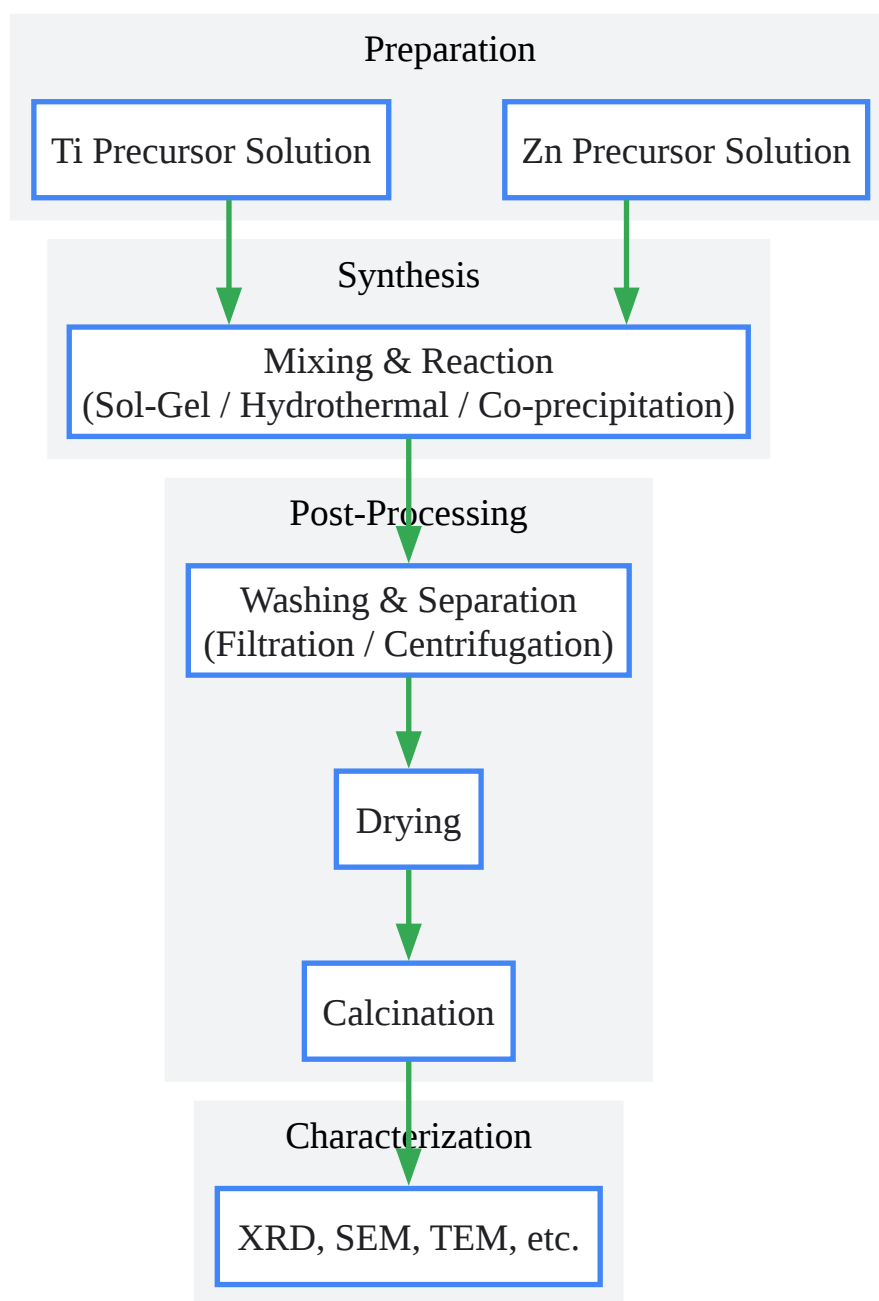 Preparation
Ti Precursor Solution
Zn Precursor Solution
Synthesis
Mixing & Reaction
(Sol-Gel / Hydrothermal / Co-precipitation)
Post-Processing
Washing & Separation
(Filtration / Centrifugation)
Drying
Calcination
Characterization
XRD, SEM, TEM, etc.